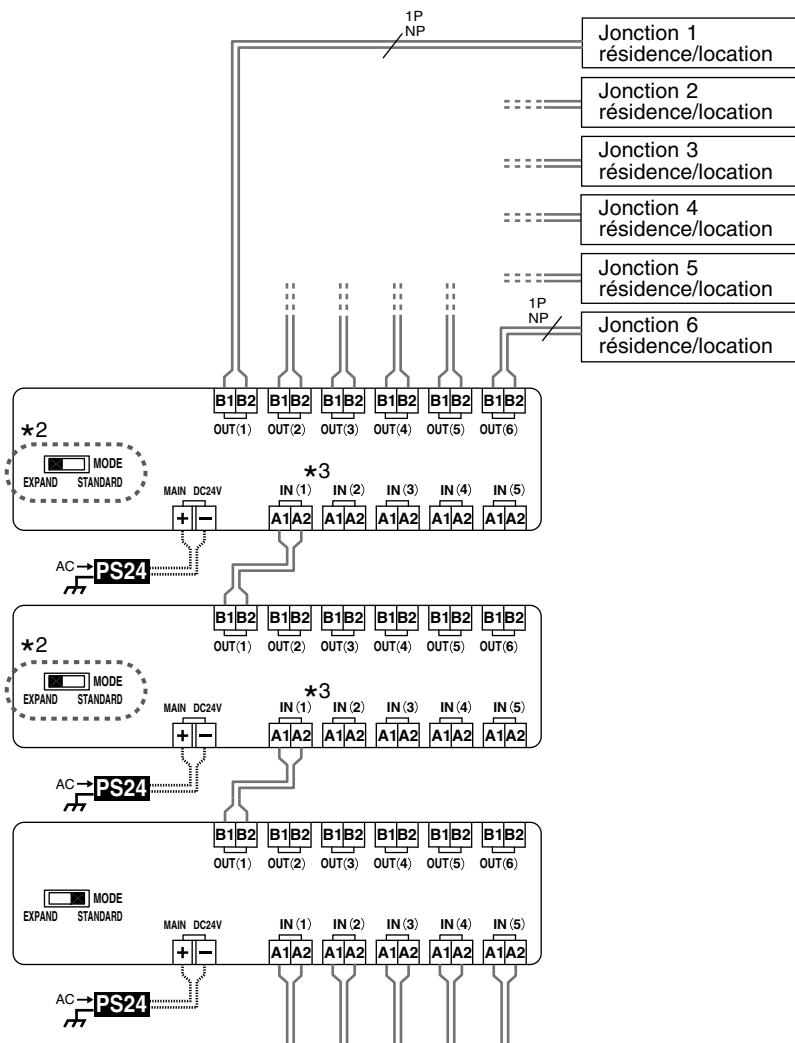 1P
NP
Jonction 1
résidence/location
Jonction 2
résidence/location
Jonction 3
résidence/location
Jonction 4
résidence/location
Jonction 5
résidence/location
1P
NP
Jonction 6
résidence/location
B1 B2 B1 B2 B1 B2 B1 B2 B1 B2 B1 B2
OUT(1) OUT(2) OUT(3) OUT(4) OUT(5) OUT(6)
*2
MODE
EXPAND STANDARD
*3
MAIN DC24V IN(1) IN(2) IN(3) IN(4) IN(5)
+ − A1 A2 A1 A2 A1 A2 A1 A2 A1 A2
AC→ PS24
B1 B2 B1 B2 B1 B2 B1 B2 B1 B2 B1 B2
OUT(1) OUT(2) OUT(3) OUT(4) OUT(5) OUT(6)
*2
MODE
EXPAND STANDARD
*3
MAIN DC24V IN(1) IN(2) IN(3) IN(4) IN(5)
+ − A1 A2 A1 A2 A1 A2 A1 A2 A1 A2
AC→ PS24
B1 B2 B1 B2 B1 B2 B1 B2 B1 B2 B1 B2
OUT(1) OUT(2) OUT(3) OUT(4) OUT(5) OUT(6)
MODE
EXPAND STANDARD
MAIN DC24V IN(1) IN(2) IN(3) IN(4) IN(5)
+ − A1 A2 A1 A2 A1 A2 A1 A2 A1 A2
AC→ PS24